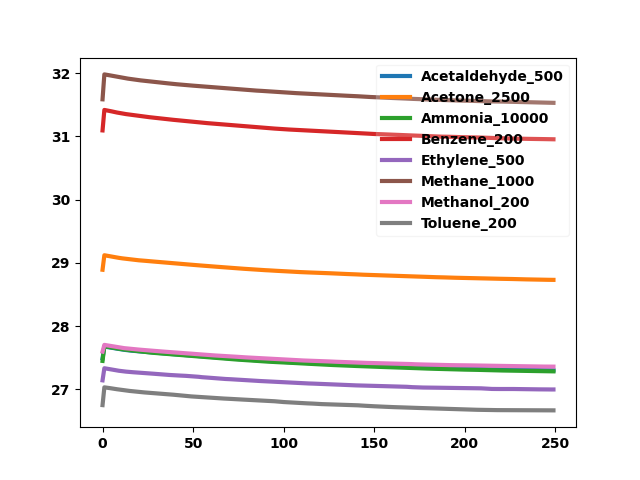 32
31
30
29
28
27
0
50
100
150
200
250
Acetaldehyde_500
Acetone_2500
Ammonia_10000
Benzene_200
Ethylene_500
Methane_1000
Methanol_200
Toluene_200